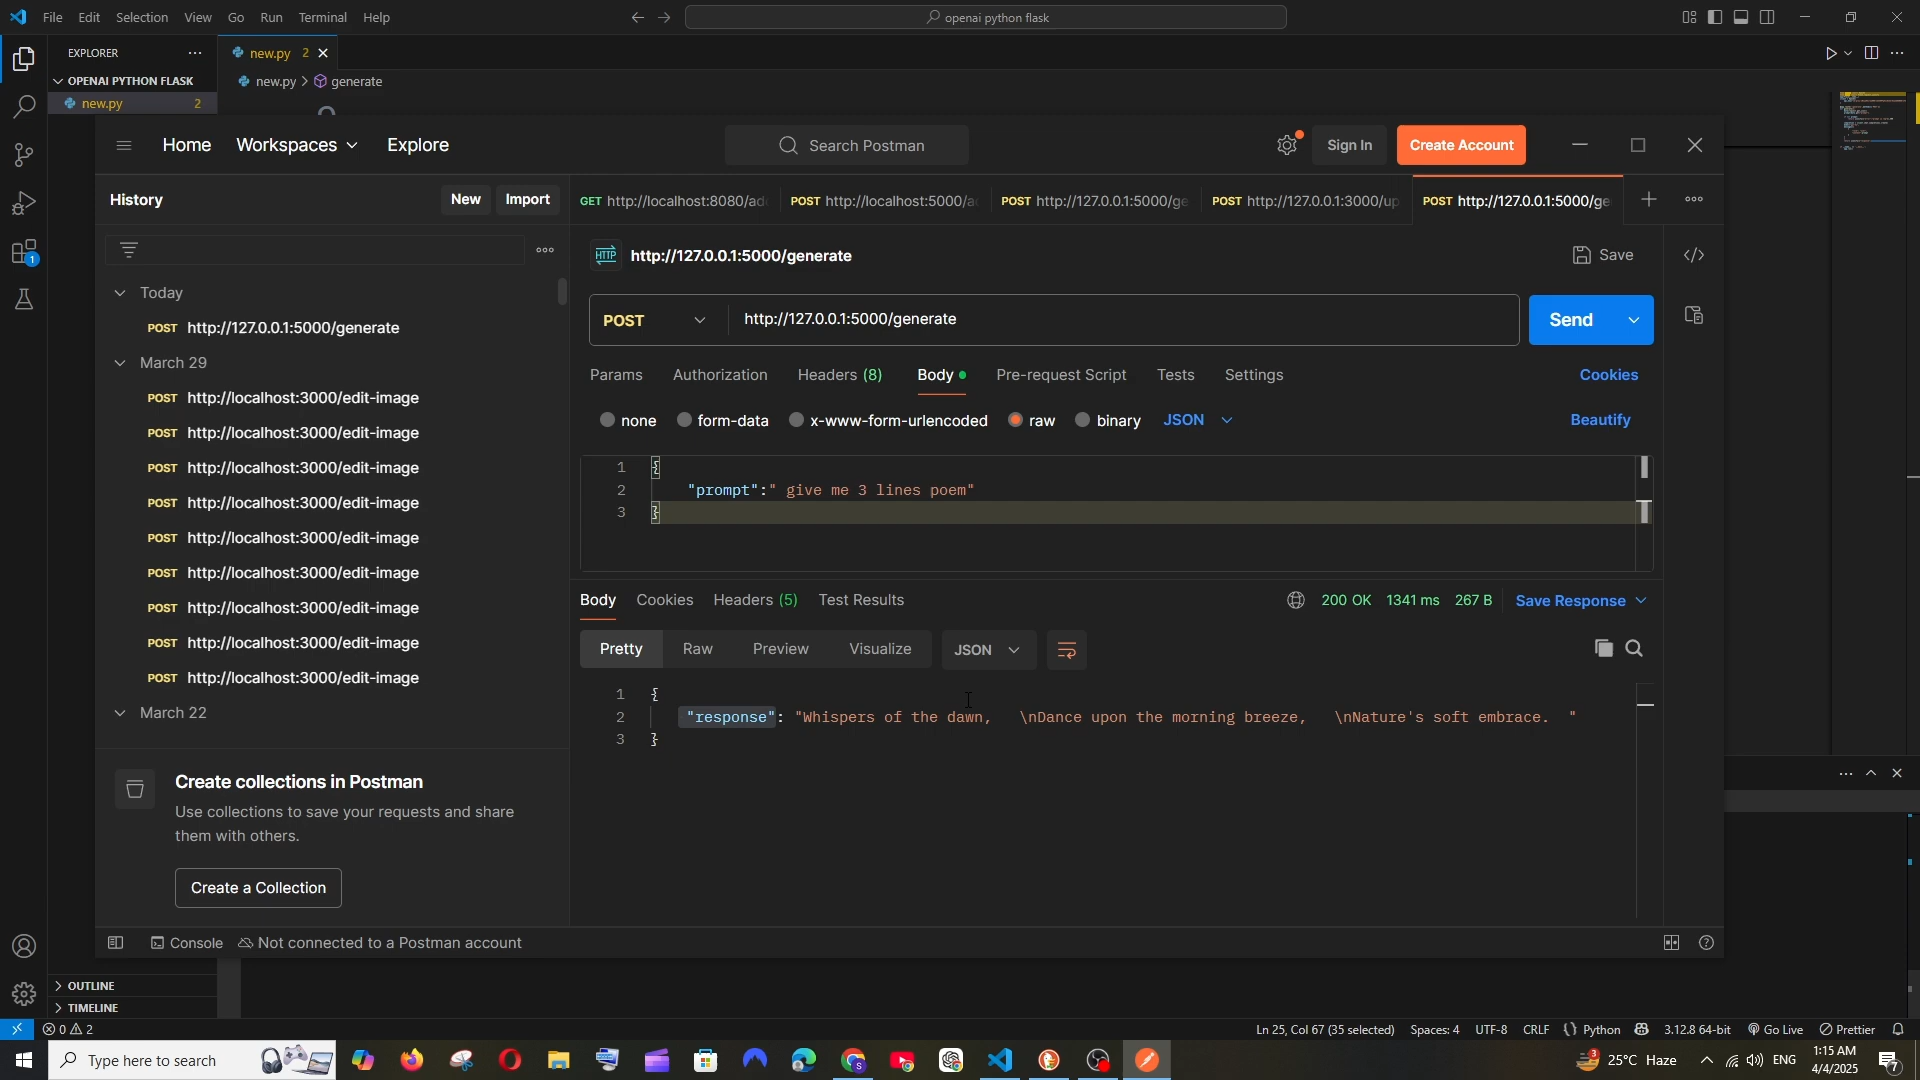 File Edit Selection View Go Run Terminal Help
openai python flask
EXPLORER
new.py 2
OPENAI PYTHON FLASK
new.py > generate
new.py 2
Home Workspaces Explore
Search Postman
Sign In
Create Account
History
New
Import
GET http://localhost:8080/ad
POST http://localhost:5000/a
POST http://127.0.0.1:5000/ge
POST http://127.0.0.1:3000/up
POST http://127.0.0.1:5000/ge
HTTP http://127.0.0.1:5000/generate
Save
Today
POST http://127.0.0.1:5000/generate
March 29
POST http://localhost:3000/edit-image
POST http://localhost:3000/edit-image
POST http://localhost:3000/edit-image
POST http://localhost:3000/edit-image
POST http://localhost:3000/edit-image
POST http://localhost:3000/edit-image
POST http://localhost:3000/edit-image
POST http://localhost:3000/edit-image
POST http://localhost:3000/edit-image
March 22
POST
http://127.0.0.1:5000/generate
Send
Params Authorization Headers (8) Body Pre-request Script Tests Settings
Cookies
none form-data x-www-form-urlencoded raw binary JSON
Beautify
1 {
2 "prompt":" give me 3 lines poem"
3 }
Body Cookies Headers (5) Test Results
200 OK 1341 ms 267 B Save Response
Pretty Raw Preview Visualize JSON
1 {
2 "response": "Whispers of the dawn, \nDance upon the morning breeze, \nNature's soft embrace. "
3 }
Create collections in Postman
Use collections to save your requests and share
them with others.
Create a Collection
Console Not connected to a Postman account
OUTLINE
TIMELINE
0 2
Ln 25, Col 67 (35 selected) Spaces: 4 UTF-8 CRLF Python 3.12.8 64-bit Go Live Prettier
Type here to search
3 25°C Haze
ENG
1:15 AM
4/4/2025
7
1